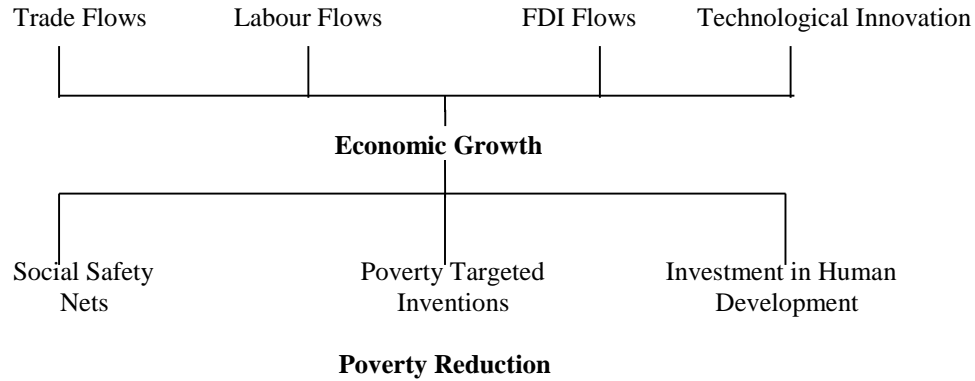 Trade Flows Labour Flows FDI Flows Technological Innovation
Economic Growth
Social Safety Poverty Targeted Investment in Human
Nets Inventions Development
Poverty Reduction